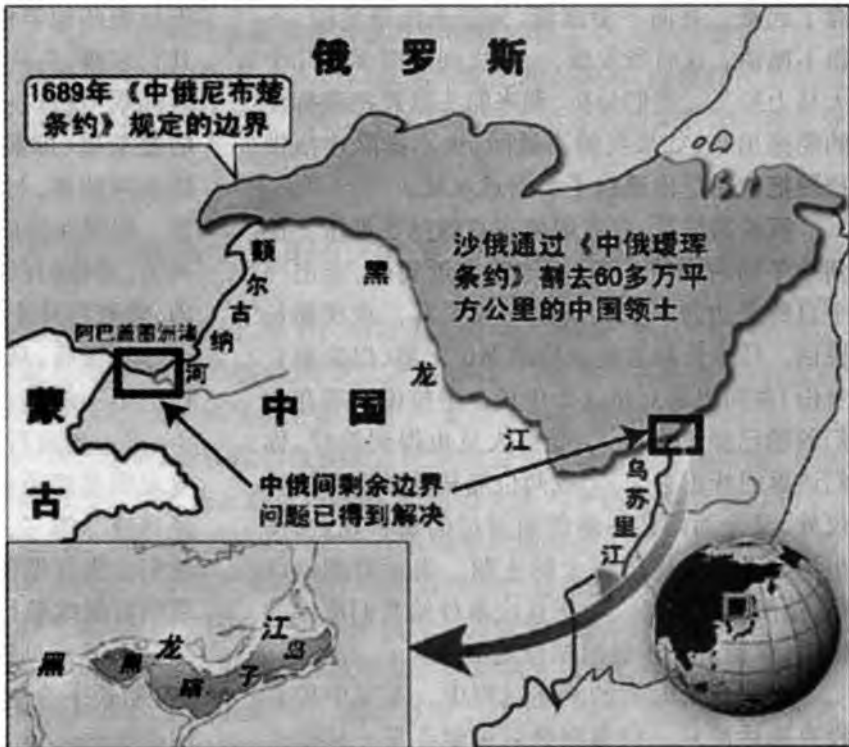 俄罗斯
1689年《中俄尼布楚
条约》规定的边界
沙俄通过《中俄瑷珲
条约》割去60多万平
方公里的中国领土
额尔古纳河
黑龙江
阿巴盖图洲渚
蒙古
中国
乌苏里江
中俄间剩余边界
问题已得到解决
黑龙江
黑瞎子岛